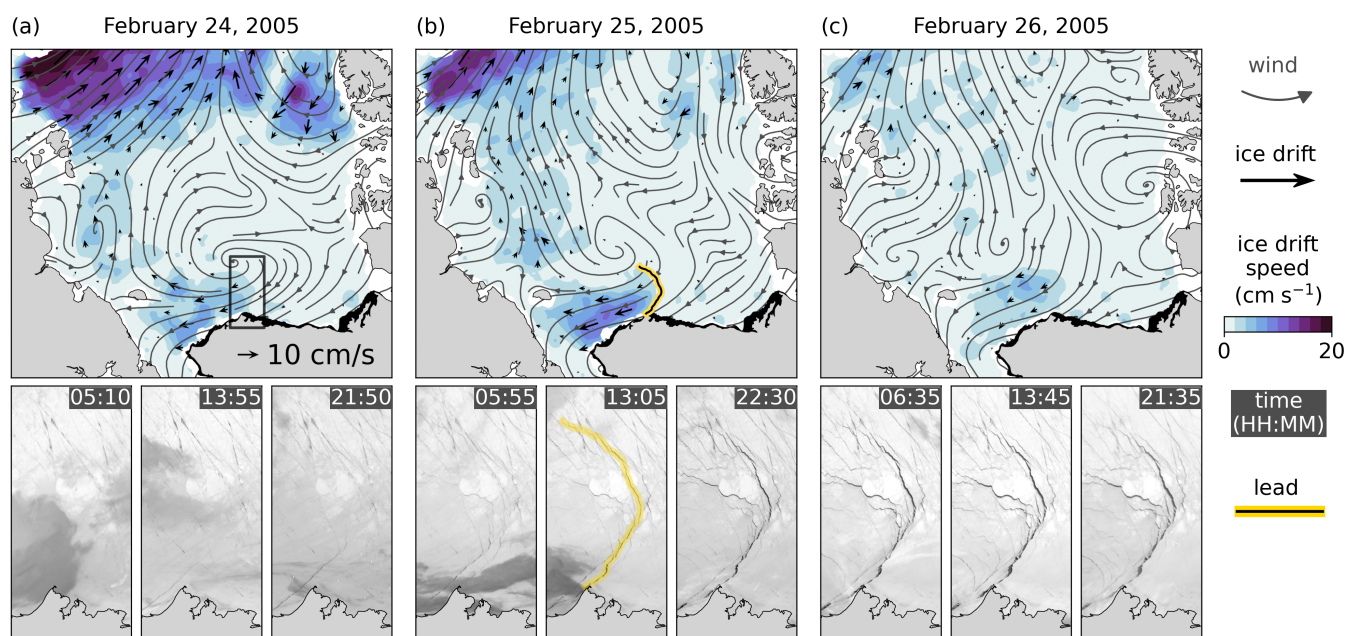 (a) February 24, 2005
(b) February 25, 2005
(c) February 26, 2005
wind
ice drift
ice drift
speed
(cm s⁻¹)
0 20
10 cm/s
05:10 13:55 21:50
05:55 13:05 22:30
06:35 13:45 21:35
time
(HH:MM)
lead